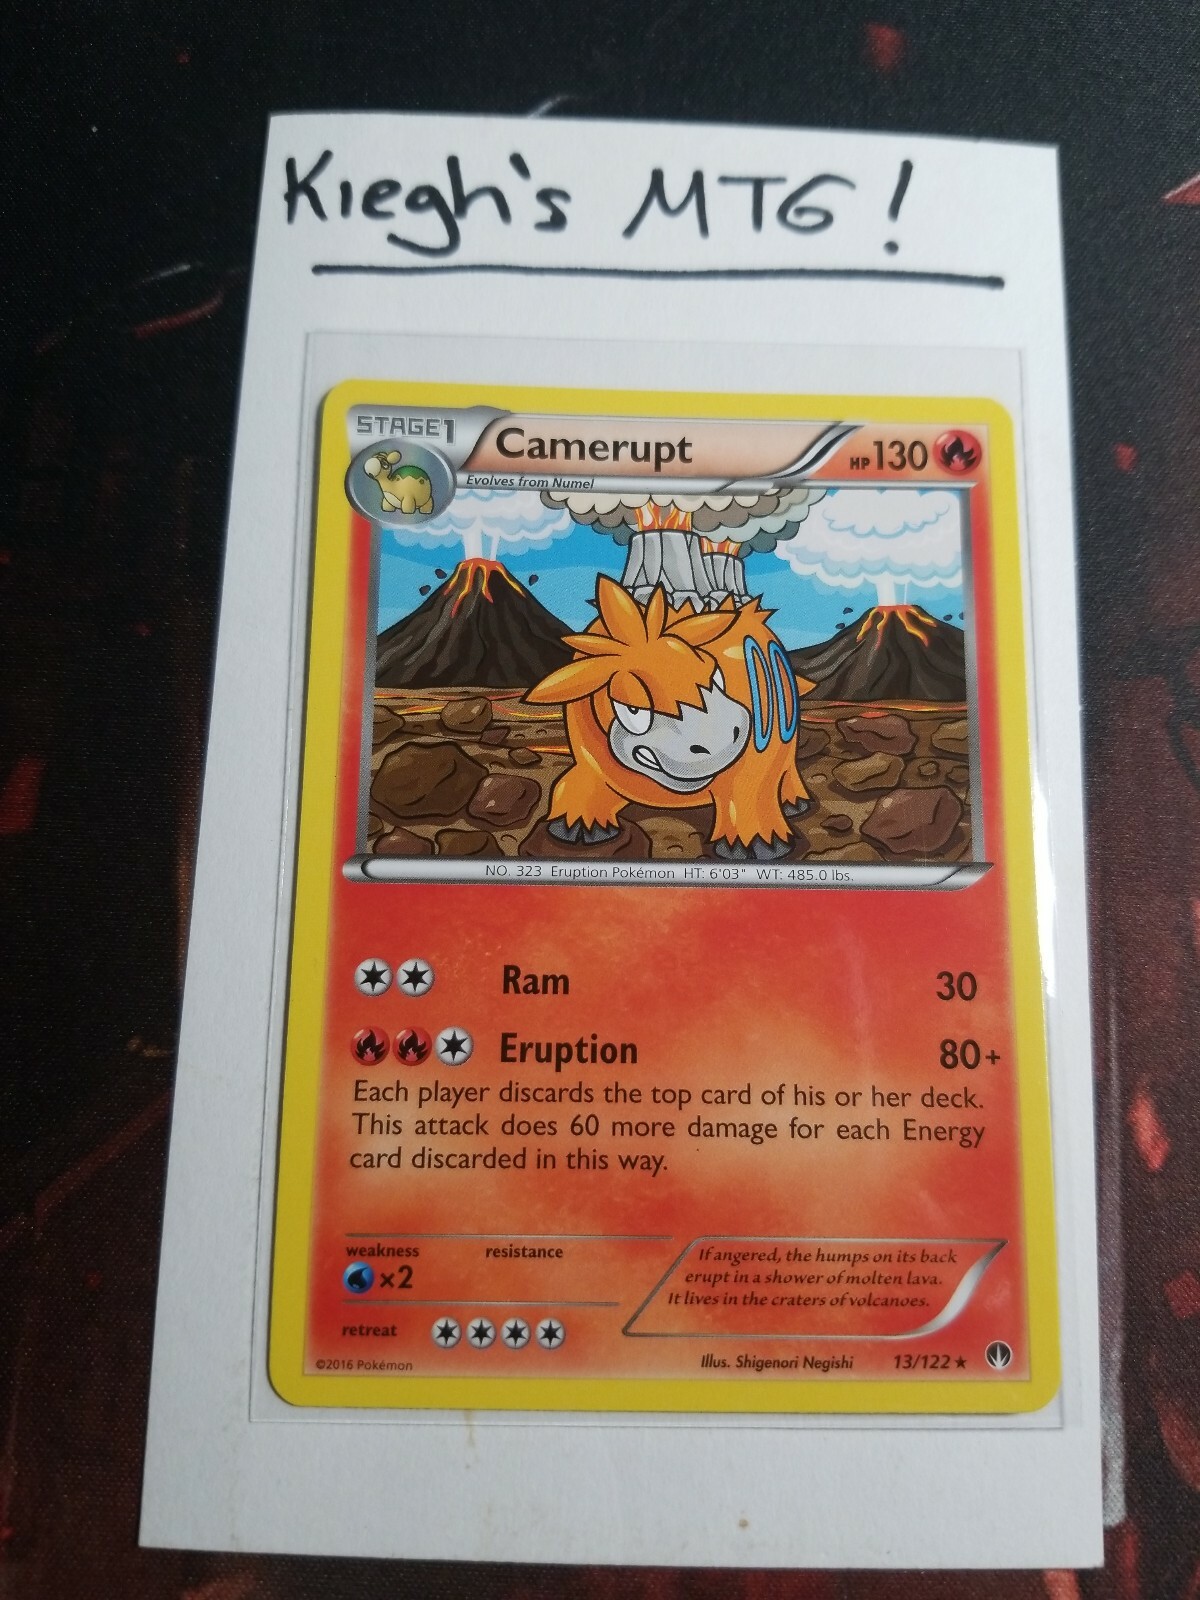 Kiegh's MTG!
STAGE1
Camerupt
HP 130
Evolves from Numel
NO. 323 Eruption Pokémon HT: 6'03" WT: 485.0 lbs.
Ram 30
Eruption 80+
Each player discards the top card of his or her deck.
This attack does 60 more damage for each Energy
card discarded in this way.
weakness resistance
×2
If angered, the humps on its back
erupt in a shower of molten lava.
It lives in the craters of volcanoes.
retreat
©2016 Pokémon
Illus. Shigenori Negishi 13/122 ★